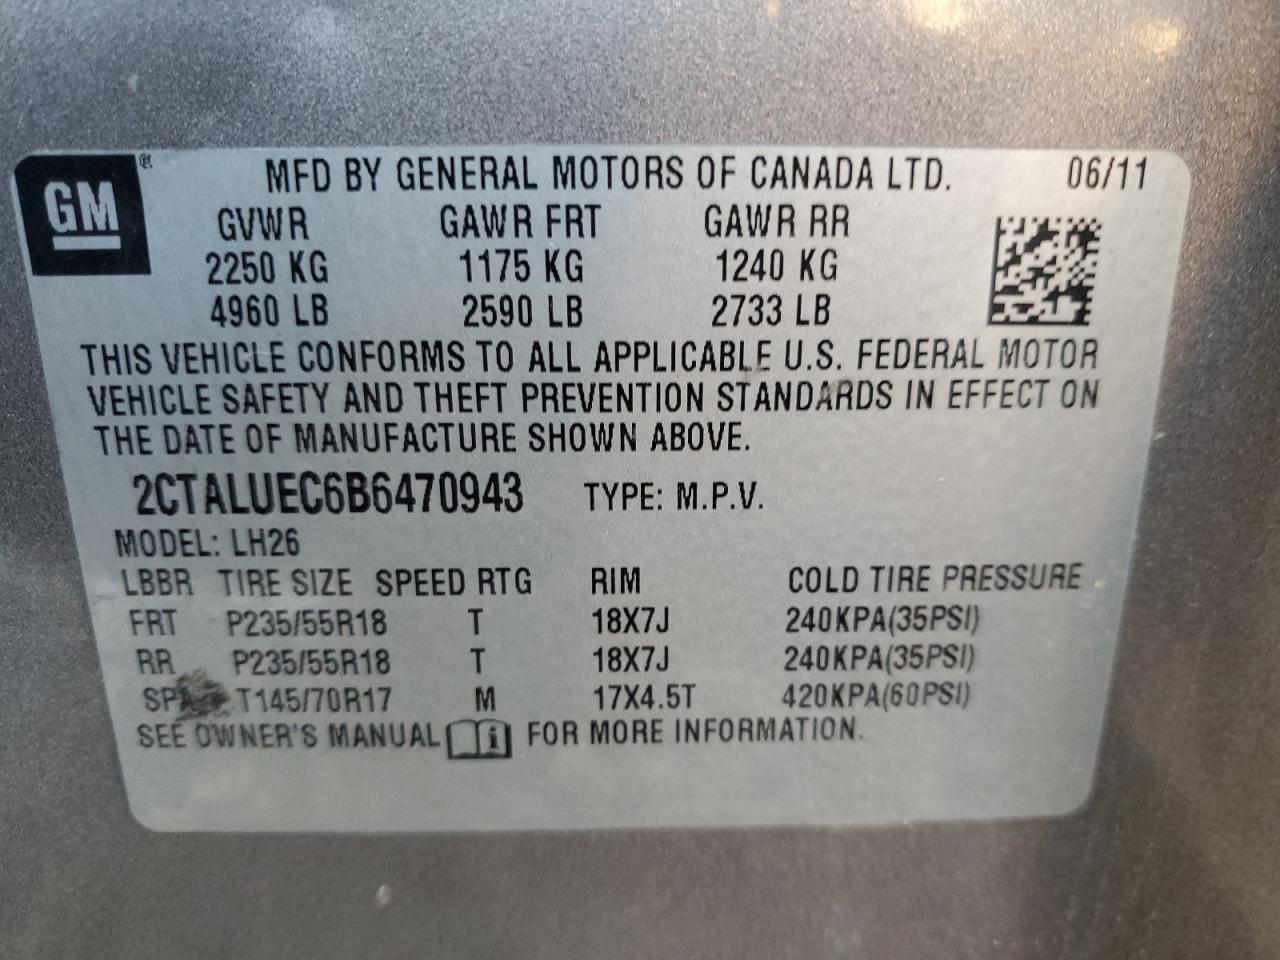 GM ®
MFD BY GENERAL MOTORS OF CANADA LTD. 06/11
GVWR GAWR FRT GAWR RR
2250 KG 1175 KG 1240 KG
4960 LB 2590 LB 2733 LB
THIS VEHICLE CONFORMS TO ALL APPLICABLE U.S. FEDERAL MOTOR
VEHICLE SAFETY AND THEFT PREVENTION STANDARDS IN EFFECT ON
THE DATE OF MANUFACTURE SHOWN ABOVE.
2CTALUEC6B6470943 TYPE: M.P.V.
MODEL: LH26
LBBR TIRE SIZE SPEED RTG RIM COLD TIRE PRESSURE
FRT P235/55R18 T 18X7J 240KPA(35PSI)
RR P235/55R18 T 18X7J 240KPA(35PSI)
T145/70R17 M 17X4.5T 420KPA(60PSI)
SEE OWNER'S MANUAL i FOR MORE INFORMATION.